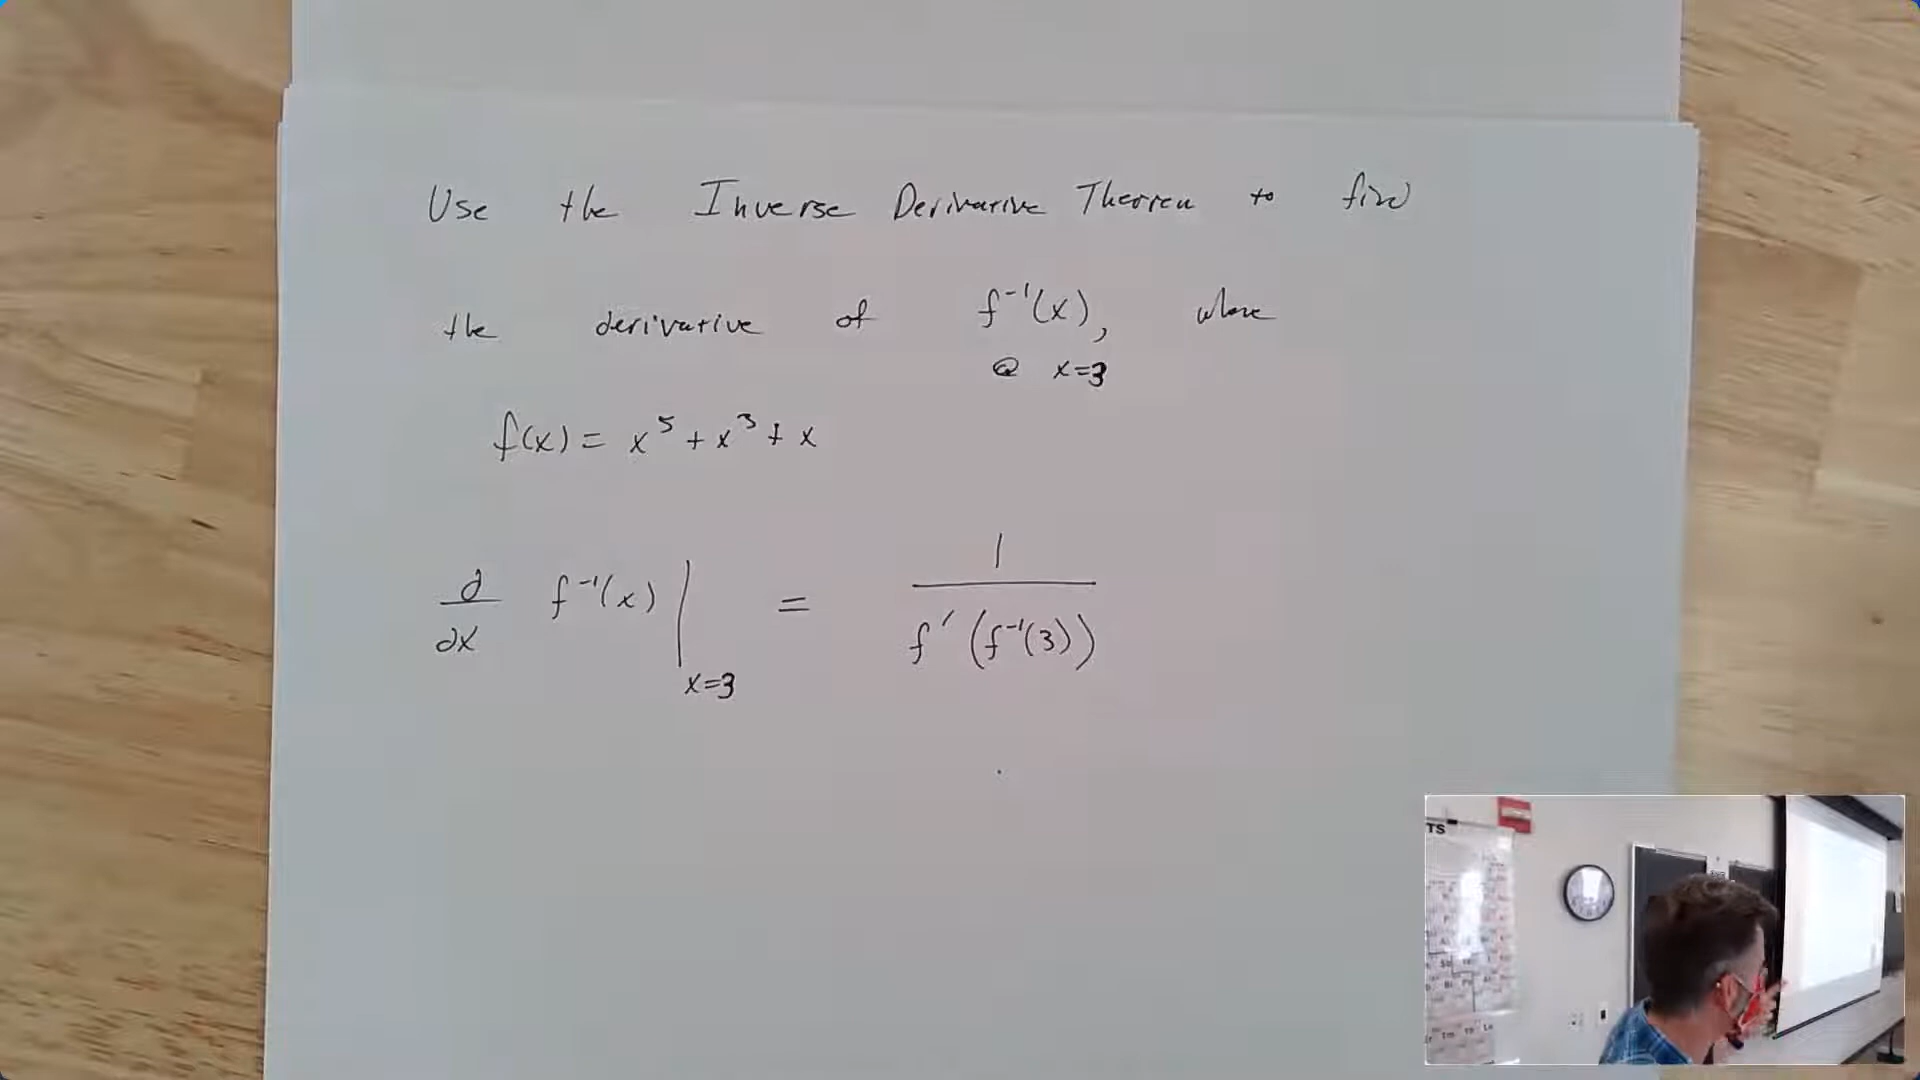 Use the Inverse Derivative Theorem to find
the derivative of f⁻¹(x), where
@ x=3
f(x) = x⁵ + x³ + x
d/dx f⁻¹(x) |x=3 = 1 / f′(f⁻¹(3))
TS